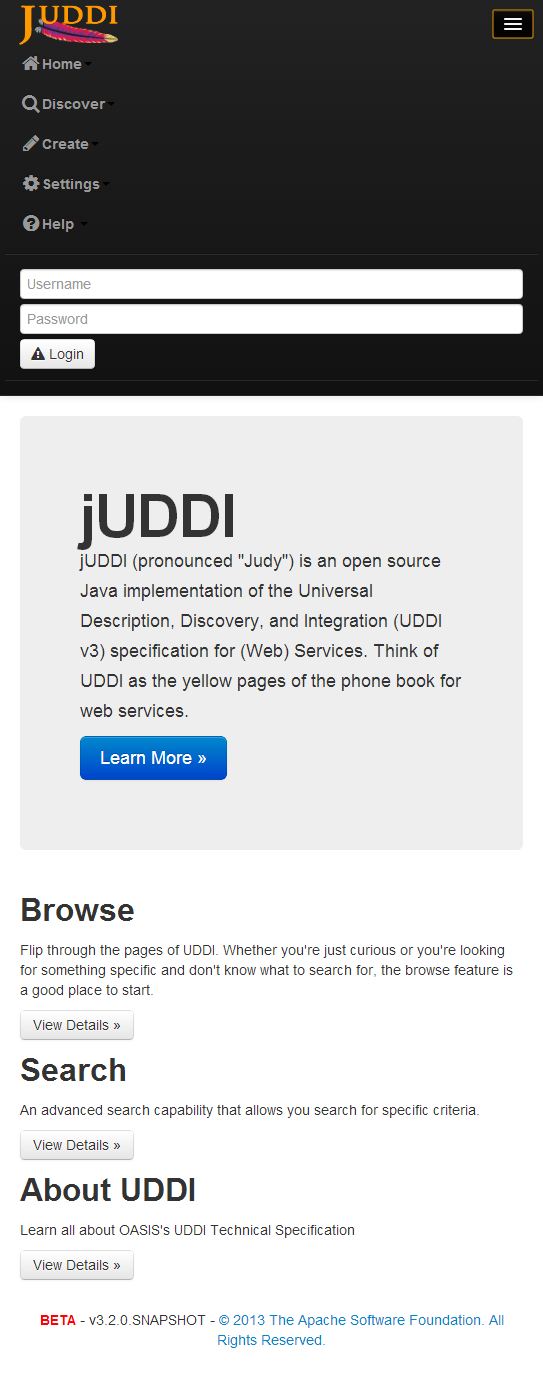 JUDDI
Home
Discover
Create
Settings
Help
Username
Password
Login
jUDDI
jUDDI (pronounced "Judy") is an open source
Java implementation of the Universal
Description, Discovery, and Integration (UDDI
v3) specification for (Web) Services. Think of
UDDI as the yellow pages of the phone book for
web services.
Learn More »
Browse
Flip through the pages of UDDI. Whether you're just curious or you're looking
for something specific and don't know what to search for, the browse feature is
a good place to start.
View Details »
Search
An advanced search capability that allows you search for specific criteria.
View Details »
About UDDI
Learn all about OASIS's UDDI Technical Specification
View Details »
BETA - v3.2.0.SNAPSHOT - © 2013 The Apache Software Foundation. All
Rights Reserved.